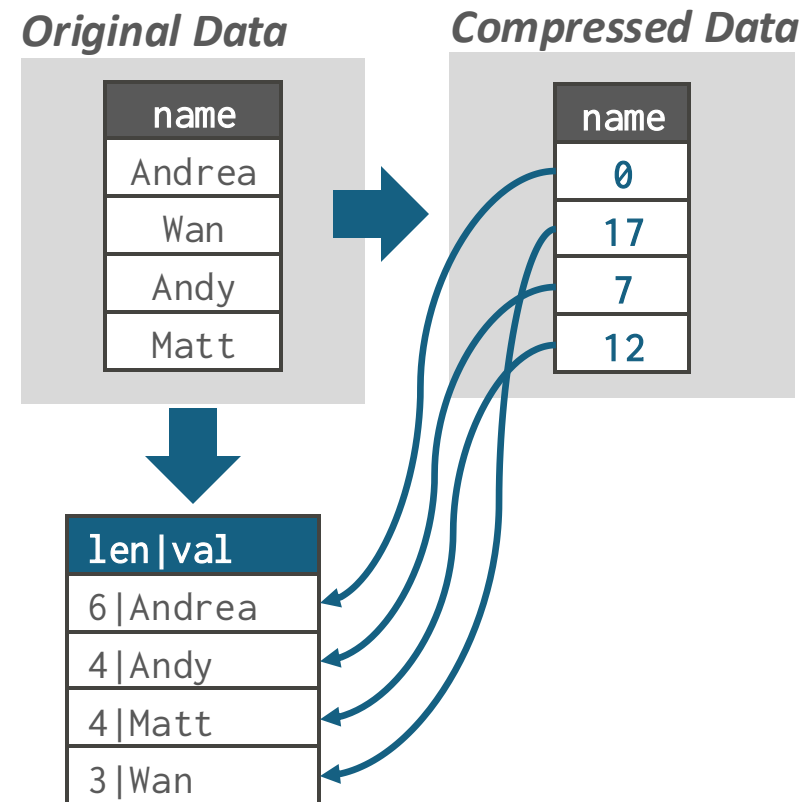 Original Data
Compressed Data
name
Andrea
Wan
Andy
Matt
name
0
17
7
12
len|val
6|Andrea
4|Andy
4|Matt
3|Wan